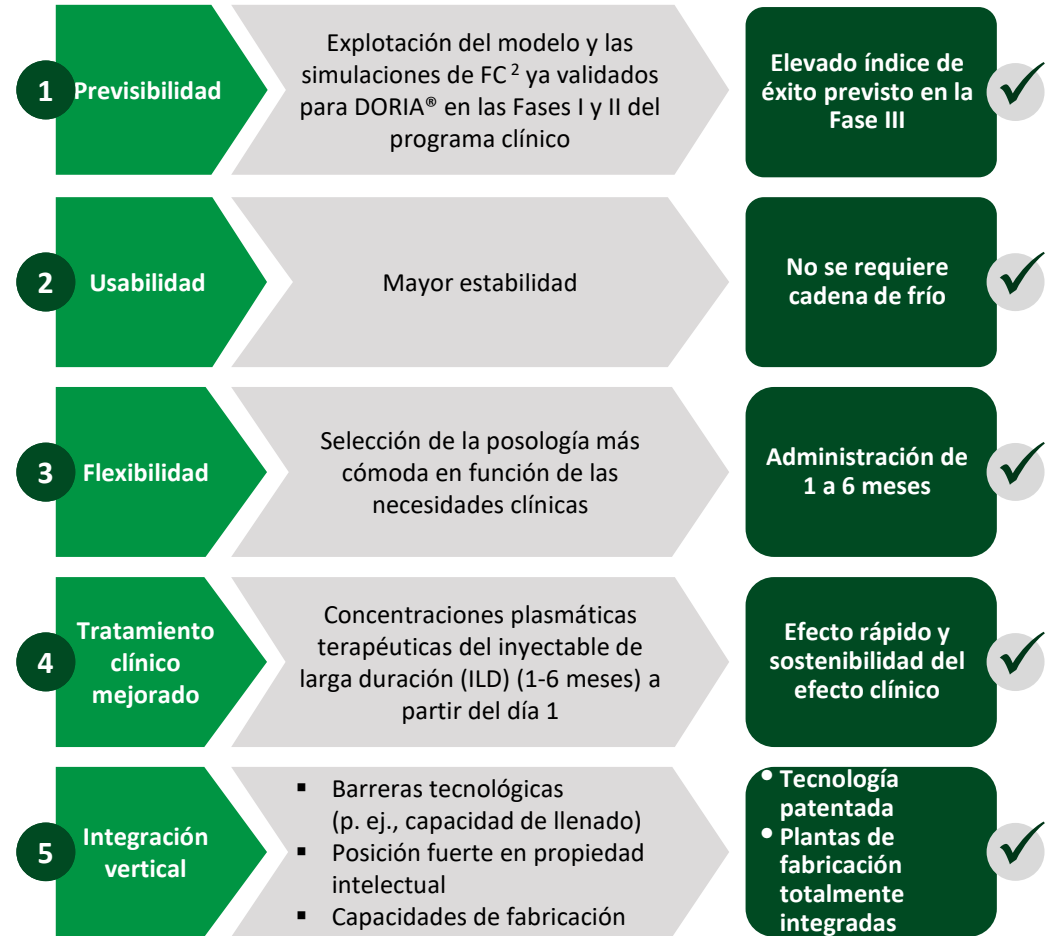 1
Previsibilidad
Explotación del modelo y las
simulaciones de FC 2 ya validados
para DORIA® en las Fases I y II del
programa clínico
Elevado índice de
éxito previsto en la
Fase III
2
Usabilidad
Mayor estabilidad
No se requiere
cadena de frío
3
Flexibilidad
Selección de la posología más
cómoda en función de las
necesidades clínicas
Administración de
1 a 6 meses
4
Tratamiento
clínico
mejorado
Concentraciones plasmáticas
terapéuticas del inyectable de
larga duración (ILD) (1-6 meses) a
partir del día 1
Efecto rápido y
sostenibilidad del
efecto clínico
5
Integración
vertical
▪ Barreras tecnológicas
(p. ej., capacidad de llenado)
▪ Posición fuerte en propiedad
intelectual
▪ Capacidades de fabricación
• Tecnología
patentada
• Plantas de
fabricación
totalmente
integradas